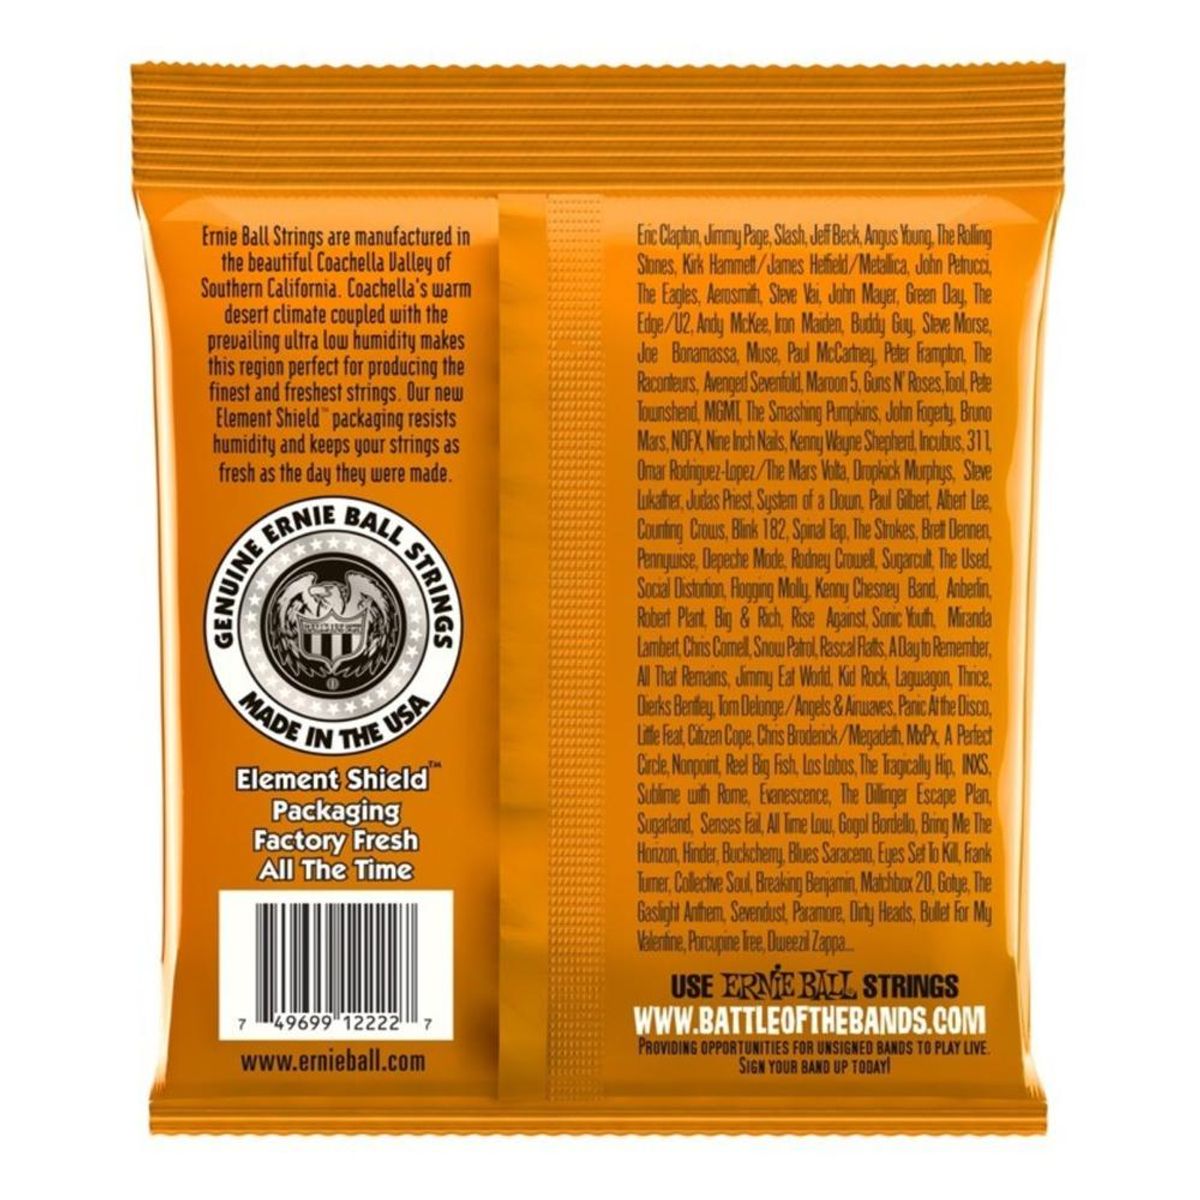 Ernie Ball Strings are manufactured in
the beautiful Coachella Valley of
Southern California. Coachella's warm
desert climate coupled with the
prevailing ultra low humidity makes
this region perfect for producing the
finest and freshest strings. Our new
Element Shield™ packaging resists
humidity and keeps your strings as
fresh as the day they were made.
GENUINE ERNIE BALL STRINGS
MADE IN THE USA
Element Shield™
Packaging
Factory Fresh
All The Time
7 49699 12222 7
www.ernieball.com
Eric Clapton, Jimmy Page, Slash, Jeff Beck, Angus Young, The Rolling
Stones, Kirk Hammett/James Hetfield/Metallica, John Petrucci,
The Eagles, Aerosmith, Steve Vai, John Mayer, Green Day, The
Edge/U2, Andy McKee, Iron Maiden, Buddy Guy, Steve Morse,
Joe Bonamassa, Muse, Paul McCartney, Peter Frampton, The
Raconteurs, Avenged Sevenfold, Maroon 5, Guns N' Roses, Tool, Pete
Townshend, MGMT, The Smashing Pumpkins, John Fogerty, Bruno
Mars, NOFX, Nine Inch Nails, Kenny Wayne Shepherd, Incubus, 311,
Omar Rodriguez-Lopez/The Mars Volta, Dropkick Murphys, Steve
Lukather, Judas Priest, System of a Down, Paul Gilbert, Albert Lee,
Counting Crows, Blink 182, Spinal Tap, The Strokes, Brett Dennen,
Pennywise, Depeche Mode, Rodney Crowell, Sugarcult, The Used,
Social Distortion, Flogging Molly, Kenny Chesney Band, Anberlin,
Robert Plant, Big & Rich, Rise Against, Sonic Youth, Miranda
Lambert, Chris Cornell, Snow Patrol, Rascal Flatts, A Day to Remember,
All That Remains, Jimmy Eat World, Kid Rock, Lagwagon, Thrice,
Dierks Bentley, Tom Delonge/Angels & Airwaves, Panic At the Disco,
Little Feat, Citizen Cope, Chris Broderick/Megadeth, MxPx, A Perfect
Circle, Nonpoint, Reel Big Fish, Los Lobos, The Tragically Hip, INXS,
Sublime with Rome, Evanescence, The Dillinger Escape Plan,
Sugarland, Senses Fail, All Time Low, Gogol Bordello, Bring Me The
Horizon, Hinder, Buckcherry, Blues Saraceno, Eyes Set To Kill, Frank
Turner, Collective Soul, Breaking Benjamin, Matchbox 20, Gotye, The
Gaslight Anthem, Sevendust, Paramore, Dirty Heads, Bullet For My
Valentine, Porcupine Tree, Dweezil Zappa...
USE ERNIE BALL STRINGS
WWW.BATTLEOFTHEBANDS.COM
PROVIDING OPPORTUNITIES FOR UNSIGNED BANDS TO PLAY LIVE.
SIGN YOUR BAND UP TODAY!